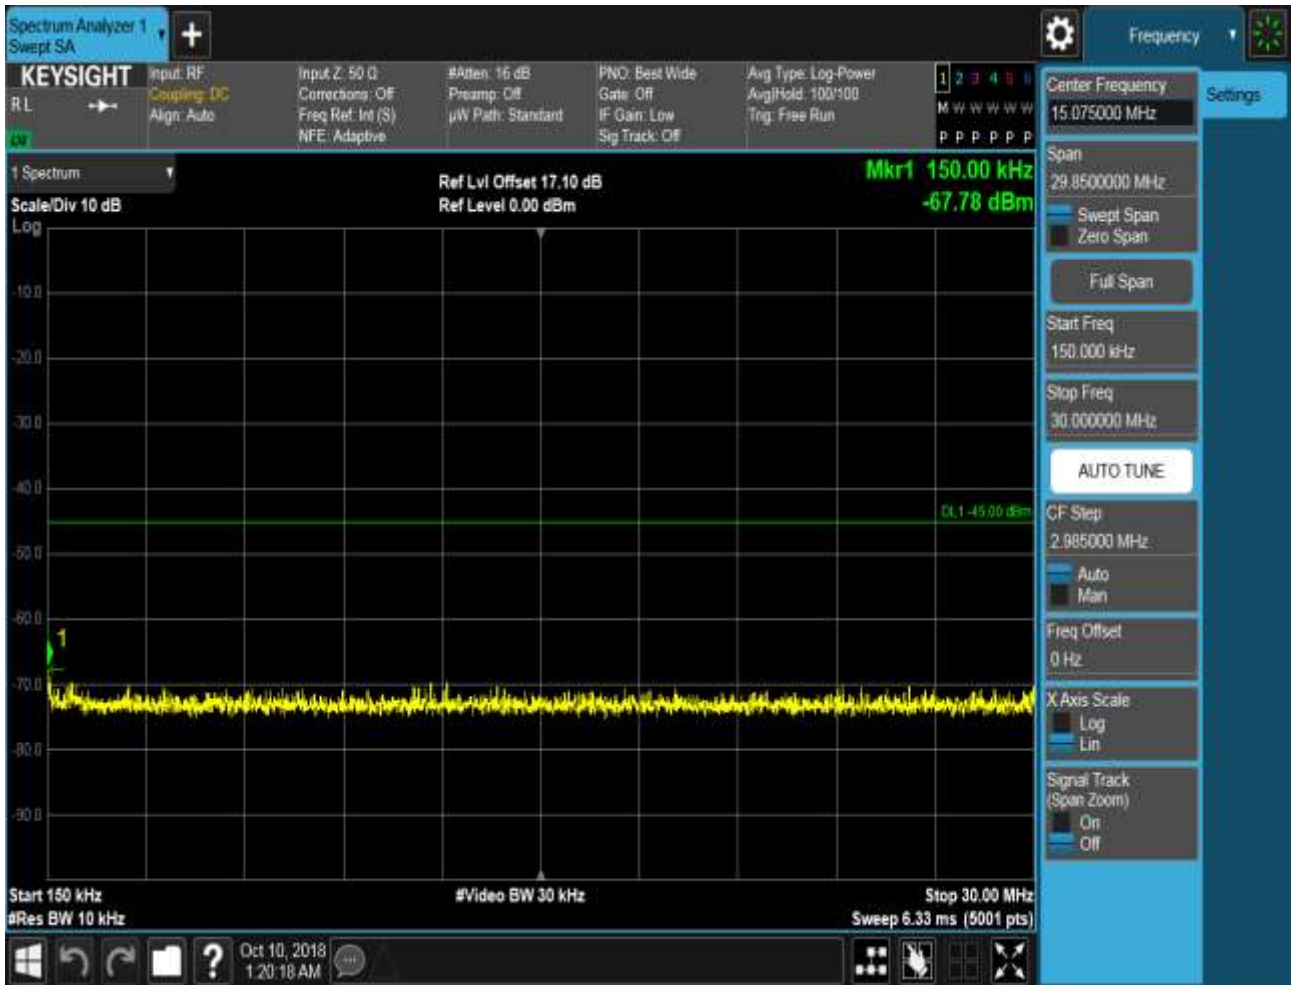 Spectrum Analyzer 1
Swept SA
+
Frequency
KEYSIGHT
RL
LXI
Input: RF
Coupling: DC
Align: Auto
Input Z: 50 Ω
Corrections: Off
Freq Ref: Int (S)
NFE: Adaptive
#Atten: 16 dB
Preamp: Off
µW Path: Standard
PNO: Best Wide
Gate: Off
IF Gain: Low
Sig Track: Off
Avg Type: Log-Power
Avg|Hold: 100/100
Trig: Free Run
1 2 3 4 5 6
M W W W W W
P P P P P P
Center Frequency
15.075000 MHz
Settings
1 Spectrum
Scale/Div 10 dB
Log
Ref Lvl Offset 17.10 dB
Ref Level 0.00 dBm
Mkr1 150.00 kHz
-67.78 dBm
Span
29.8500000 MHz
Swept Span
Zero Span
Full Span
Start Freq
150.000 kHz
Stop Freq
30.000000 MHz
AUTO TUNE
CF Step
2.985000 MHz
Auto
Man
Freq Offset
0 Hz
X Axis Scale
Log
Lin
Signal Track
(Span Zoom)
On
Off
-10.0
-20.0
-30.0
-40.0
DL1 -45.00 dBm
-50.0
-60.0
1
-70.0
-80.0
-90.0
Start 150 kHz
#Video BW 30 kHz
Stop 30.00 MHz
#Res BW 10 kHz
Sweep 6.33 ms (5001 pts)
?
Oct 10, 2018
1:20:18 AM